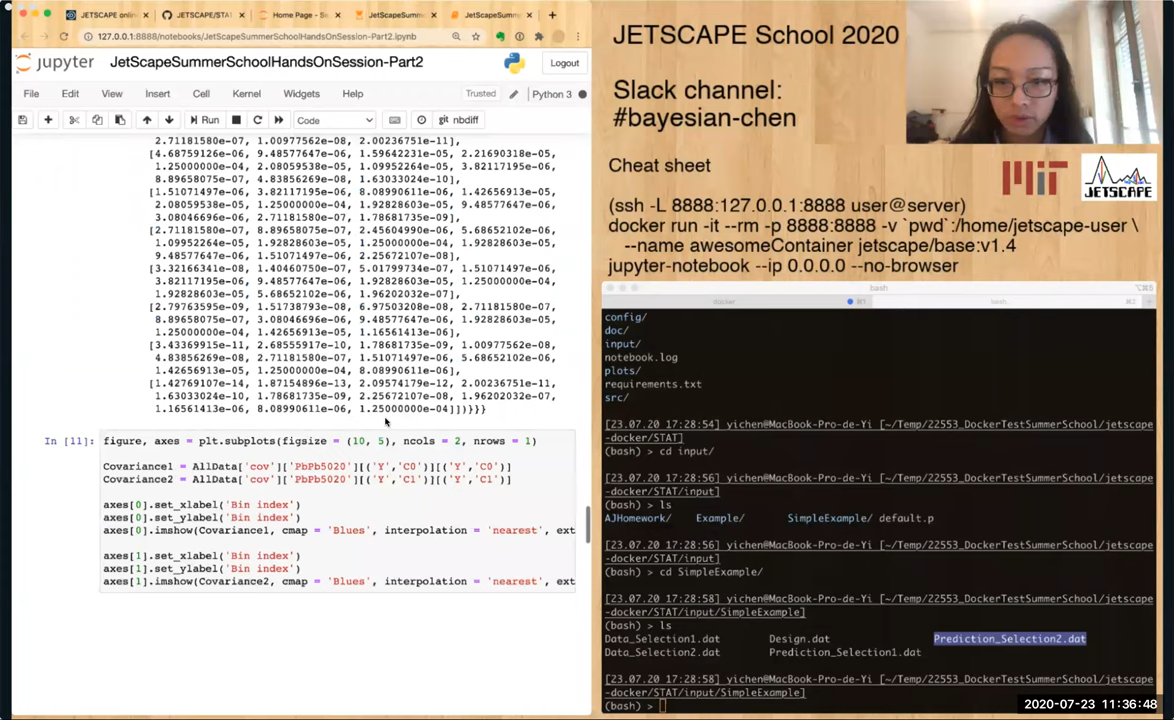 JETSCAPE onlin
JETSCAPE/STAT
Home Page - Se
JetScapeSumm
JetScapeSumm
127.0.0.1:8888/notebooks/JetScapeSummerSchoolHandsOnSession-Part2.ipynb
jupyter JetScapeSummerSchoolHandsOnSession-Part2
Logout
File Edit View Insert Cell Kernel Widgets Help
Trusted
Python 3
Run
Code
nbdiff
2.71181580e-07, 1.00977562e-08, 2.00236751e-11],
[4.68759126e-06, 9.48577647e-06, 1.59642231e-05, 2.21690318e-05,
1.25000000e-04, 2.08059538e-05, 1.09952264e-05, 3.82117195e-06,
8.89658075e-07, 4.83856269e-08, 1.63033024e-10],
[1.51071497e-06, 3.82117195e-06, 8.08990611e-06, 1.42656913e-05,
2.08059538e-05, 1.25000000e-04, 1.92828603e-05, 9.48577647e-06,
3.08046696e-06, 2.71181580e-07, 1.78681735e-09],
[2.71181580e-07, 8.89658075e-07, 2.45604990e-06, 5.68652102e-06,
1.09952264e-05, 1.92828603e-05, 1.25000000e-04, 1.92828603e-05,
9.48577647e-06, 1.51071497e-06, 2.25672107e-08],
[3.32166341e-08, 1.40460750e-07, 5.01799734e-07, 1.51071497e-06,
3.82117195e-06, 9.48577647e-06, 1.92828603e-05, 1.25000000e-04,
1.92828603e-05, 5.68652102e-06, 1.96202032e-07],
[2.79763595e-09, 1.51738793e-08, 6.97503208e-08, 2.71181580e-07,
8.89658075e-07, 3.08046696e-06, 9.48577647e-06, 1.92828603e-05,
1.25000000e-04, 1.42656913e-05, 1.16561413e-06],
[3.43369915e-11, 2.68555917e-10, 1.78681735e-09, 1.00977562e-08,
4.83856269e-08, 2.71181580e-07, 1.51071497e-06, 5.68652102e-06,
1.42656913e-05, 1.25000000e-04, 8.08990611e-06],
[1.42769107e-14, 1.87154896e-13, 2.09574179e-12, 2.00236751e-11,
1.63033024e-10, 1.78681735e-09, 2.25672107e-08, 1.96202032e-07,
1.16561413e-06, 8.08990611e-06, 1.25000000e-04]])}}}
In [11]: figure, axes = plt.subplots(figsize = (10, 5), ncols = 2, nrows = 1)
Covariance1 = AllData['cov']['PbPb5020'][('Y','C0')][('Y','C0')]
Covariance2 = AllData['cov']['PbPb5020'][('Y','C1')][('Y','C1')]
axes[0].set_xlabel('Bin index')
axes[0].set_ylabel('Bin index')
axes[0].imshow(Covariance1, cmap = 'Blues', interpolation = 'nearest', ext
axes[1].set_xlabel('Bin index')
axes[1].set_ylabel('Bin index')
axes[1].imshow(Covariance2, cmap = 'Blues', interpolation = 'nearest', ext
JETSCAPE School 2020
Slack channel:
#bayesian-chen
Cheat sheet
MIT
JETSCAPE
(ssh -L 8888:127.0.0.1:8888 user@server)
docker run -it --rm -p 8888:8888 -v `pwd`:/home/jetscape-user \
--name awesomeContainer jetscape/base:v1.4
jupyter-notebook --ip 0.0.0.0 --no-browser
bash
⌥⌘5
docker
⌘1
bash
⌘2
config/
doc/
input/
notebook.log
plots/
requirements.txt
src/
[23.07.20 17:28:54] yichen@MacBook-Pro-de-Yi [~/Temp/22553_DockerTestSummerSchool/jetscape
-docker/STAT]
(bash) > cd input/
[23.07.20 17:28:56] yichen@MacBook-Pro-de-Yi [~/Temp/22553_DockerTestSummerSchool/jetscape
-docker/STAT/input]
(bash) > ls
AJHomework/ Example/ SimpleExample/ default.p
[23.07.20 17:28:56] yichen@MacBook-Pro-de-Yi [~/Temp/22553_DockerTestSummerSchool/jetscape
-docker/STAT/input]
(bash) > cd SimpleExample/
[23.07.20 17:28:58] yichen@MacBook-Pro-de-Yi [~/Temp/22553_DockerTestSummerSchool/jetscape
-docker/STAT/input/SimpleExample]
(bash) > ls
Data_Selection1.dat Design.dat Prediction_Selection2.dat
Data_Selection2.dat Prediction_Selection1.dat
[23.07.20 17:28:58] yichen@MacBook-Pro-de-Yi [~/Temp/22553_DockerTestSummerSchool/jetscape
-docker/STAT/input/SimpleExample]
(bash) >
2020-07-23 11:36:48